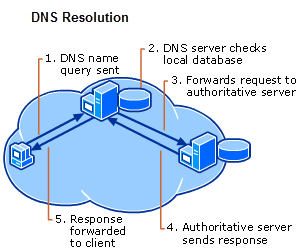 DNS Resolution
1. DNS name
query sent
2. DNS server checks
local database
3. Forwards request to
authoritative server
4. Authoritative server
sends response
5. Response
forwarded
to client